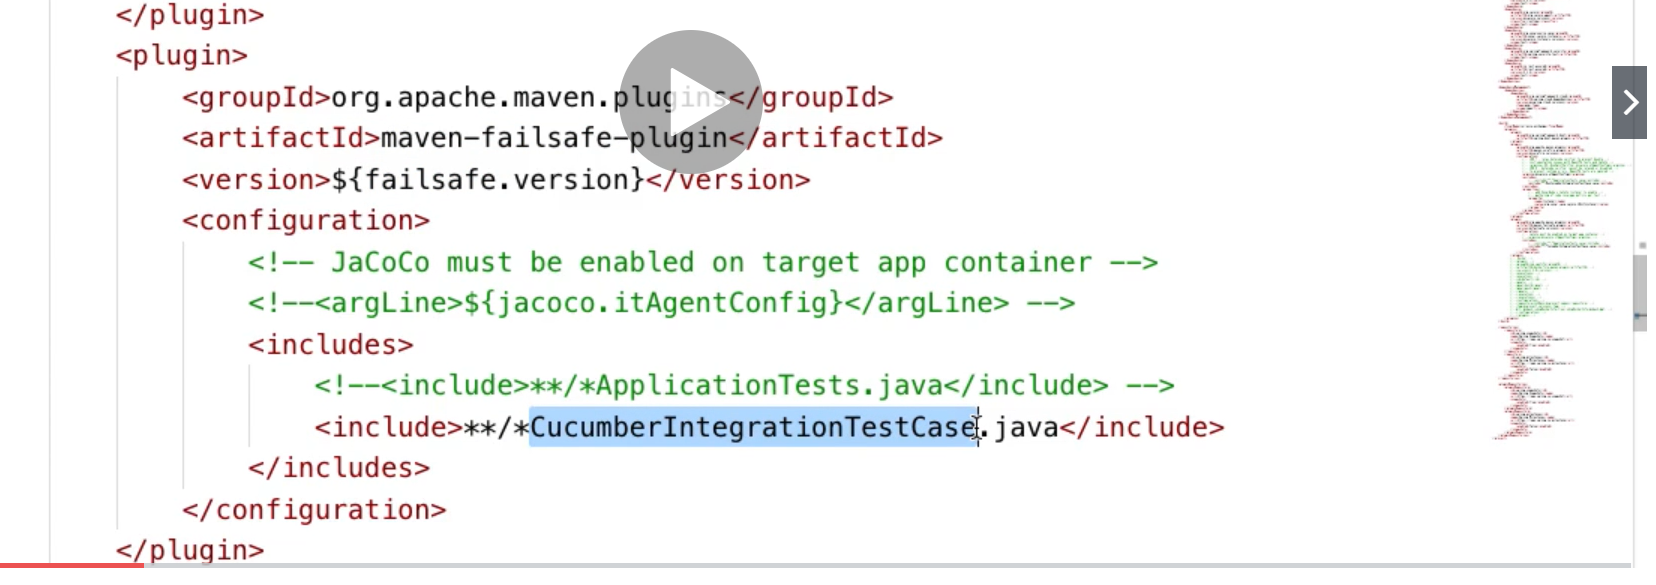 </plugin>
<plugin>
<groupId>org.apache.maven.plugins</groupId>
<artifactId>maven-failsafe-plugin</artifactId>
<version>${failsafe.version}</version>
<configuration>
<!-- JaCoCo must be enabled on target app container -->
<!--<argLine>${jacoco.itAgentConfig}</argLine> -->
<includes>
<!--<include>**/*ApplicationTests.java</include> -->
<include>**/*CucumberIntegrationTestCase.java</include>
</includes>
</configuration>
</plugin>